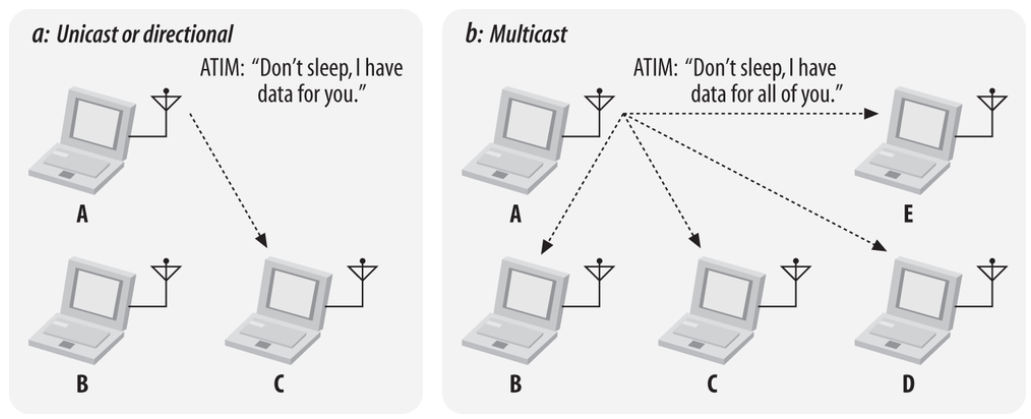 a: Unicast or directional
ATIM: “Don’t sleep, I have
data for you.”
A
B
C
b: Multicast
ATIM: “Don’t sleep, I have
data for all of you.”
A
E
B
C
D